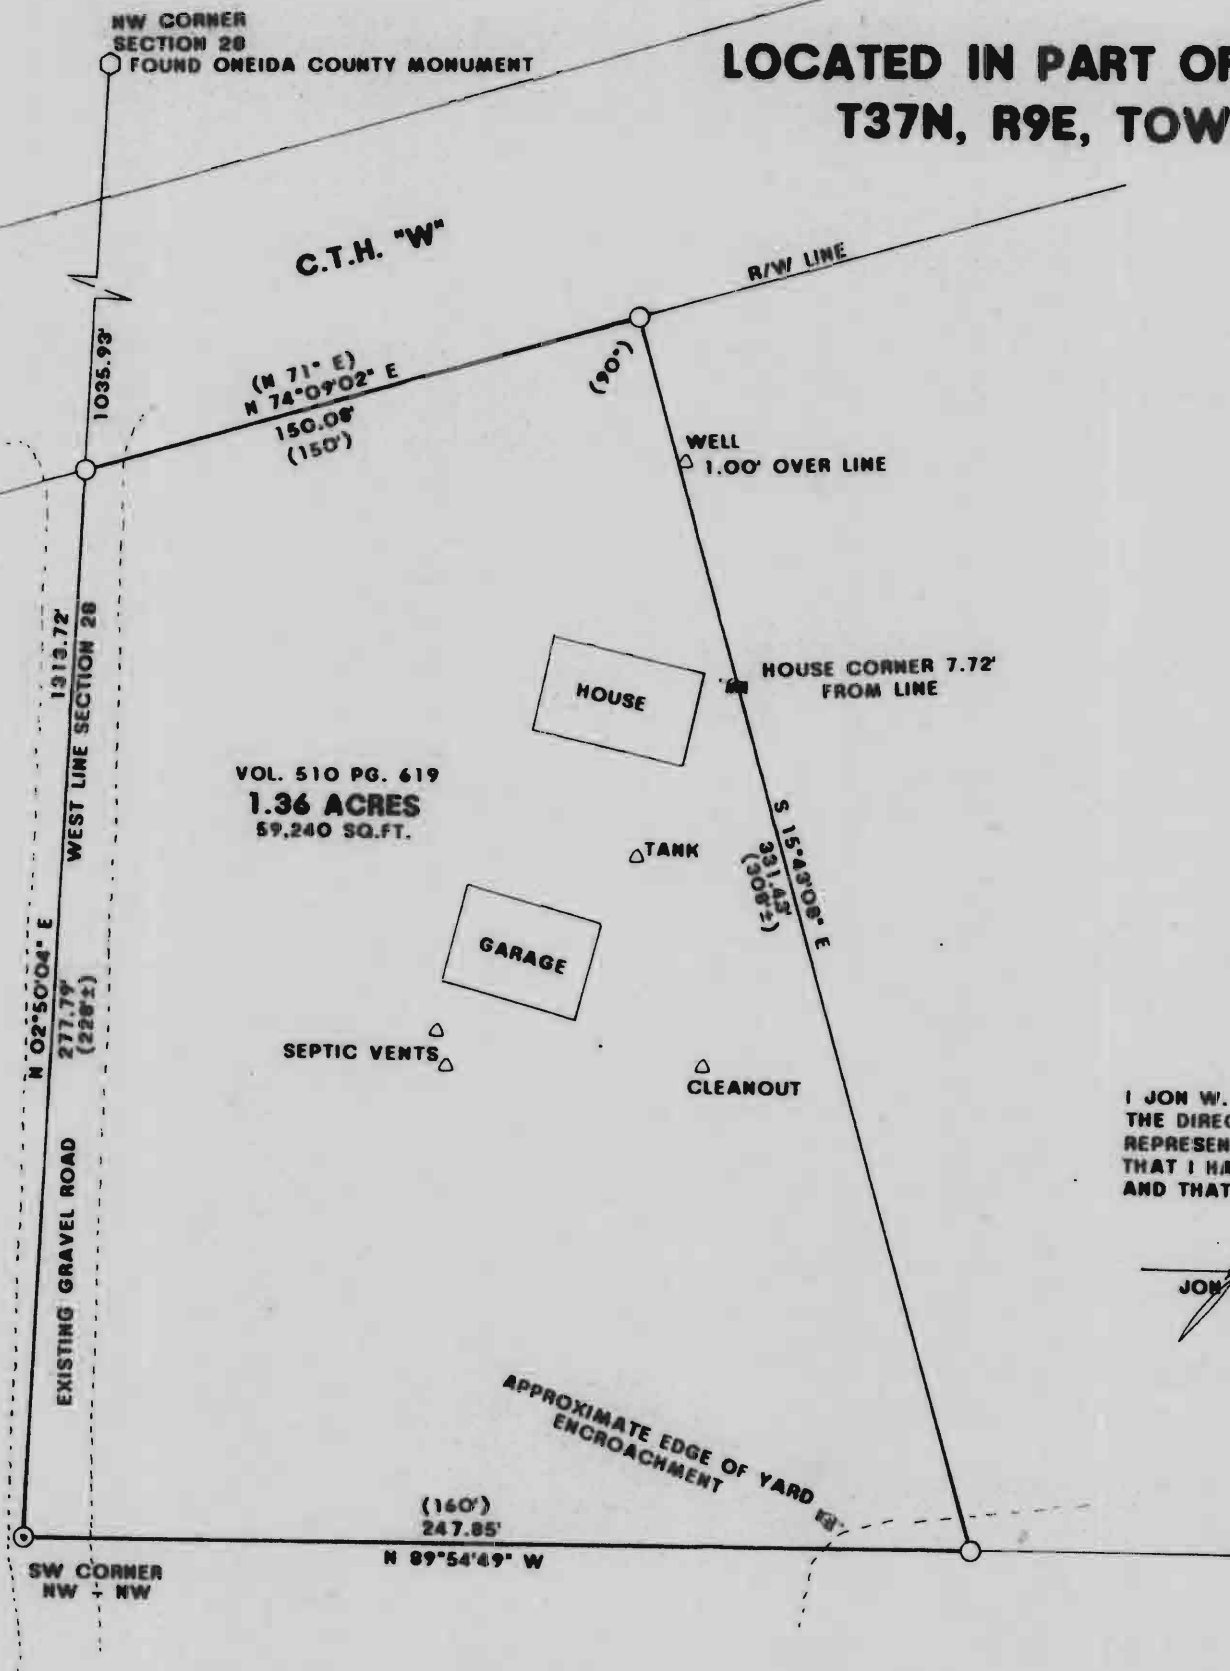 NW CORNER
SECTION 28
FOUND ONEIDA COUNTY MONUMENT
LOCATED IN PART OF
T37N, R9E, TOW
C.T.H. "W"
R/W LINE
1035.93'
(N 71° E)
N 74°09'02" E
150.08'
(150')
(90°)
WELL
1.00' OVER LINE
HOUSE CORNER 7.72'
FROM LINE
HOUSE
1313.72'
WEST LINE SECTION 28
VOL. 510 PG. 619
1.36 ACRES
59,240 SQ.FT.
TANK
S 15°43'08" E
331.43'
(308'±)
GARAGE
N 02°50'04" E
277.79'
(228'±)
SEPTIC VENTS
CLEANOUT
I JON W.
THE DIREC
REPRESEN
THAT I HA
AND THAT
JON
EXISTING GRAVEL ROAD
APPROXIMATE EDGE OF YARD
ENCROACHMENT
(160')
247.85'
N 89°54'49" W
SW CORNER
NW - NW